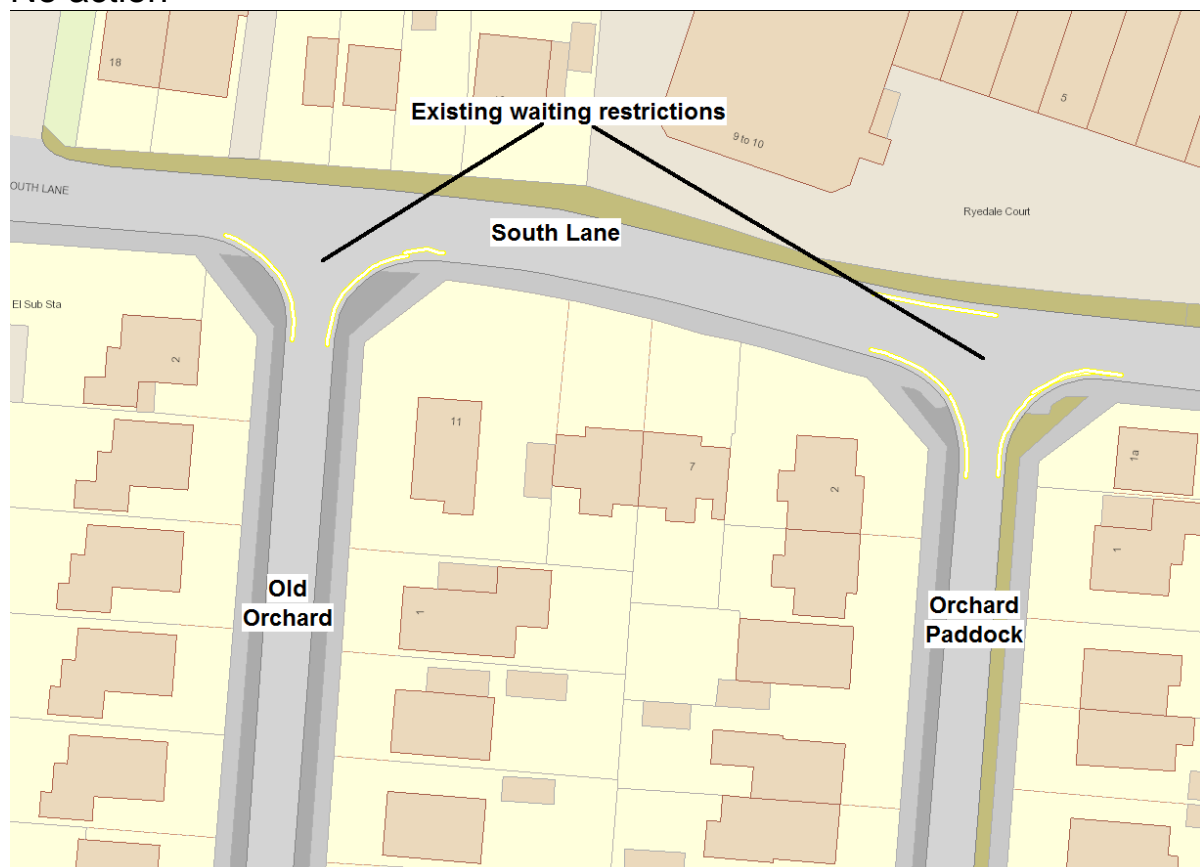 No action
18
5
Existing waiting restrictions
9 to 10
OUTH LANE
Ryedale Court
South Lane
El Sub Sta
2
11
7
2
1a
1
Old
Orchard
1
Orchard
Paddock